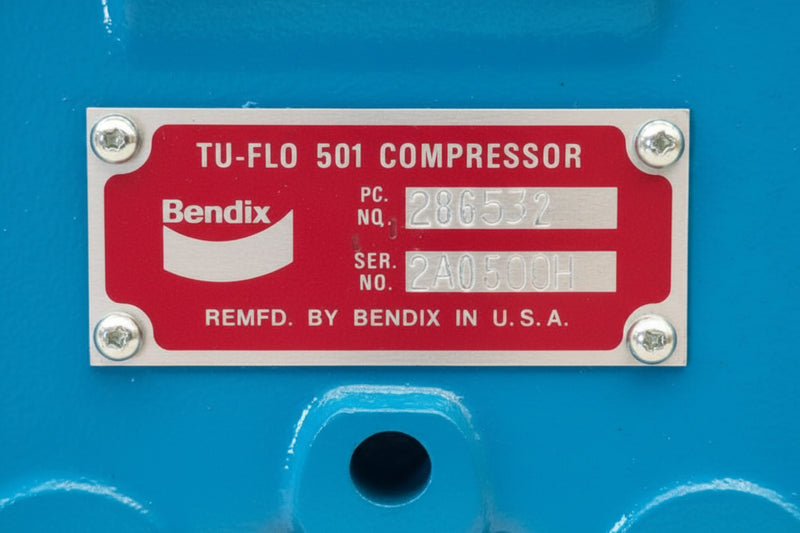 TU-FLO 501 COMPRESSOR
Bendix
PC.
NO. 286532
SER.
NO. 2A0500H
REMFD. BY BENDIX IN U.S.A.